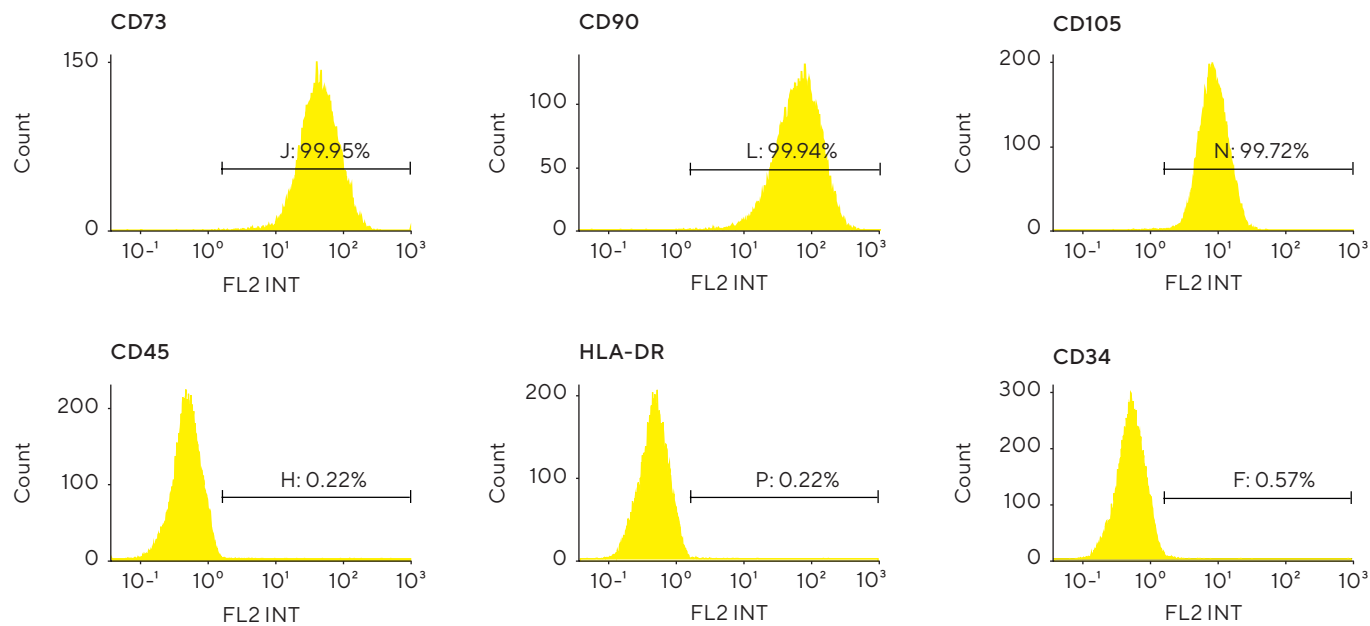 CD73
150
0
Count
J: 99.95%
10-¹
10⁰
10¹
10²
10³
FL2 INT
CD90
100
50
0
Count
L: 99.94%
10-¹
10⁰
10¹
10²
10³
FL2 INT
CD105
200
100
0
Count
N: 99.72%
10-¹
10⁰
10¹
10²
10³
FL2 INT
CD45
200
100
0
Count
H: 0.22%
10-¹
10⁰
10¹
10²
10³
FL2 INT
HLA-DR
200
100
0
Count
P: 0.22%
10-¹
10⁰
10¹
10²
10³
FL2 INT
CD34
300
200
100
0
Count
F: 0.57%
10-¹
10⁰
10¹
10²
10³
FL2 INT